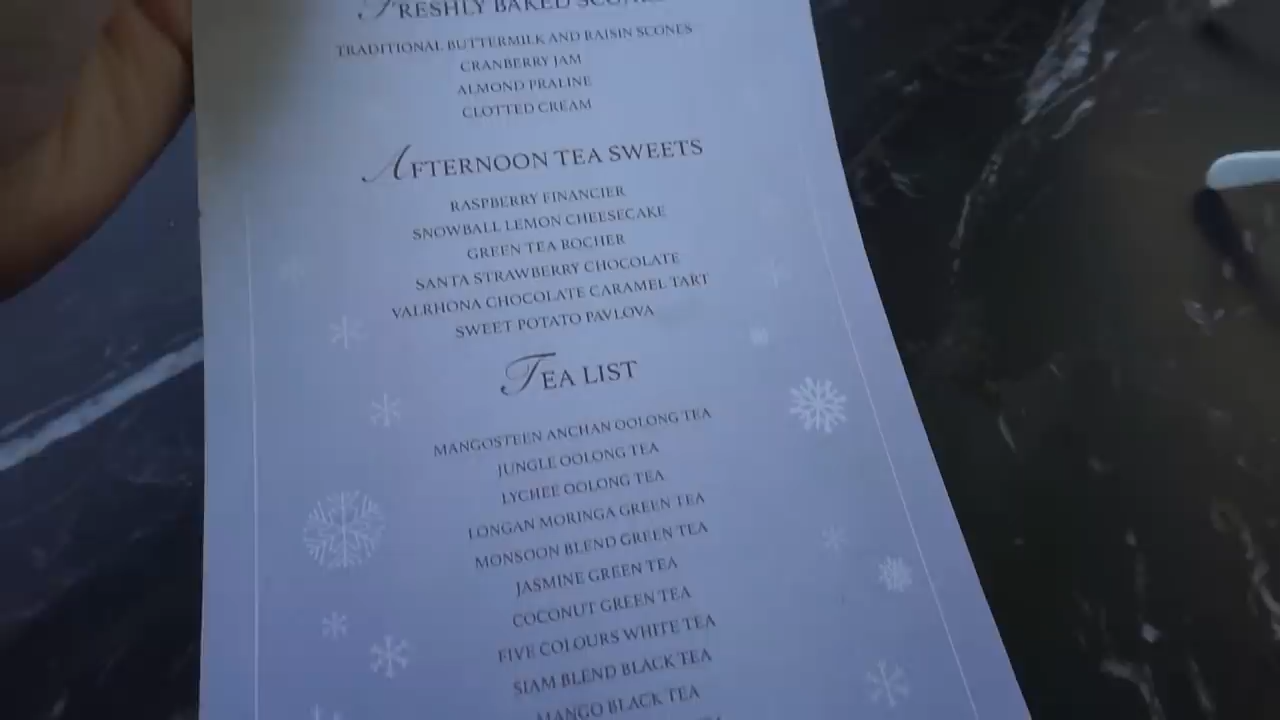 FRESHLY BAKED SCONES
TRADITIONAL BUTTERMILK AND RAISIN SCONES
CRANBERRY JAM
ALMOND PRALINE
CLOTTED CREAM
AFTERNOON TEA SWEETS
RASPBERRY FINANCIER
SNOWBALL LEMON CHEESECAKE
GREEN TEA ROCHER
SANTA STRAWBERRY CHOCOLATE
VALRHONA CHOCOLATE CARAMEL TART
SWEET POTATO PAVLOVA
TEA LIST
MANGOSTEEN ANCHAN OOLONG TEA
JUNGLE OOLONG TEA
LYCHEE OOLONG TEA
LONGAN MORINGA GREEN TEA
MONSOON BLEND GREEN TEA
JASMINE GREEN TEA
COCONUT GREEN TEA
FIVE COLOURS WHITE TEA
SIAM BLEND BLACK TEA
MANGO BLACK TEA